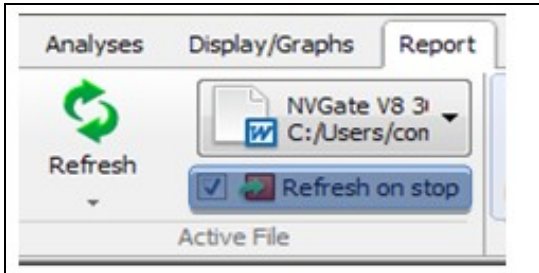 Analyses Display/Graphs Report
NVGate V8
C:/Users/con
Refresh
Refresh on stop
Active File